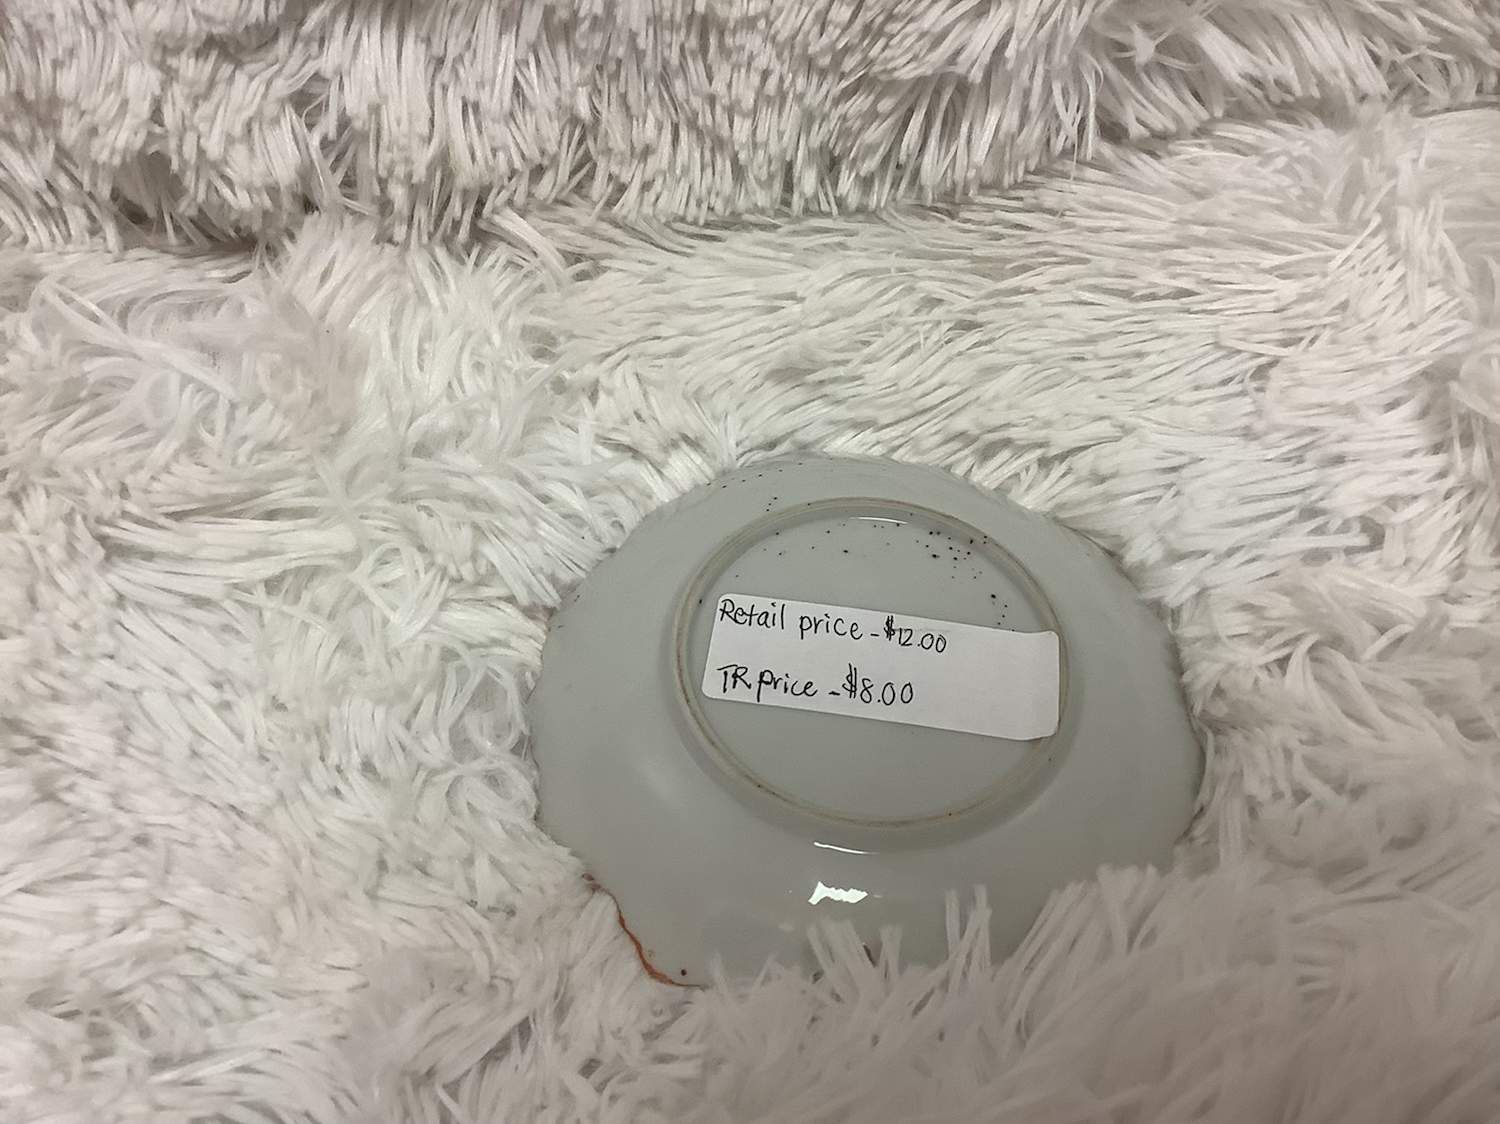 Retail price - $12.00
TR price - $8.00